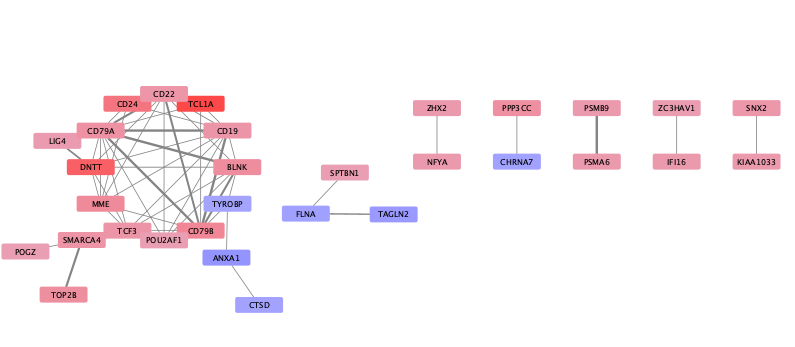 CD22
CD24
TCL1A
ZHX2
PPP3CC
PSMB9
ZC3HAV1
SNX2
CD79A
CD19
LIG4
DNTT
BLNK
NFYA
CHRNA7
PSMA6
IFI16
KIAA1033
SPTBN1
MME
TYROBP
FLNA
TAGLN2
TCF3
CD79B
SMARCA4
POU2AF1
POGZ
ANXA1
TOP2B
CTSD